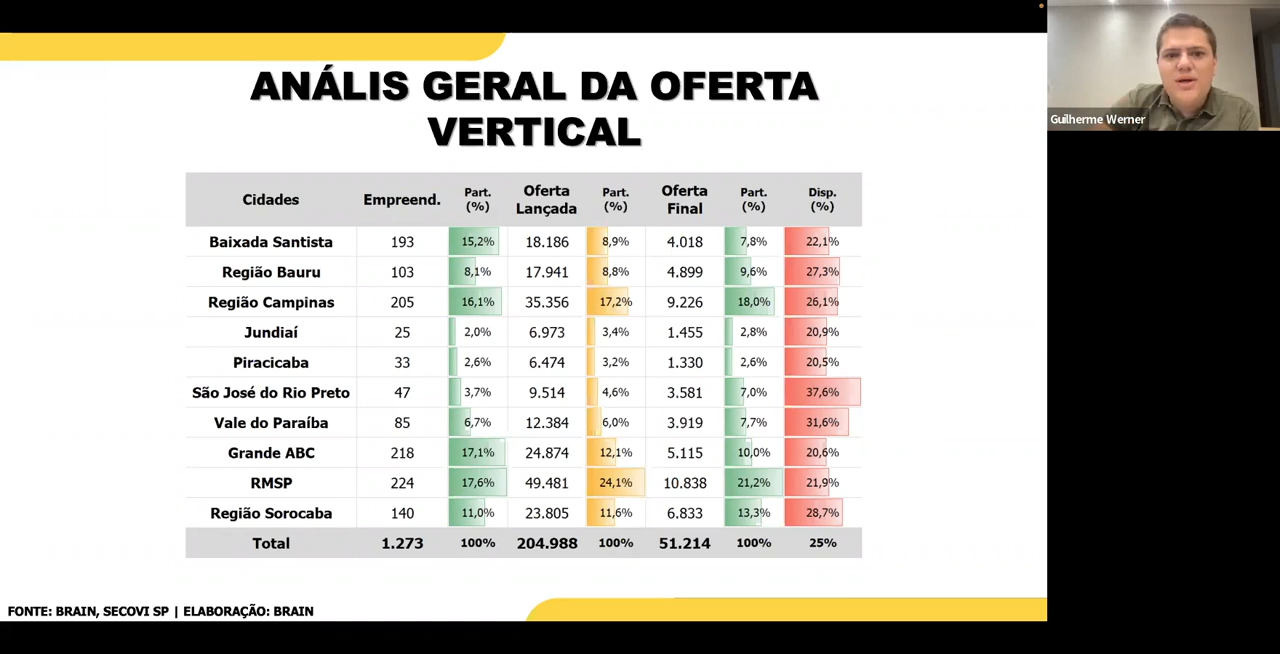 ANÁLIS GERAL DA OFERTA
VERTICAL
Guilherme Werner
Cidades Empreend. Part. (%) Oferta Lançada Part. (%) Oferta Final Part. (%) Disp. (%)
Baixada Santista 193 15,2% 18.186 8,9% 4.018 7,8% 22,1%
Região Bauru 103 8,1% 17.941 8,8% 4.899 9,6% 27,3%
Região Campinas 205 16,1% 35.356 17,2% 9.226 18,0% 26,1%
Jundiaí 25 2,0% 6.973 3,4% 1.455 2,8% 20,9%
Piracicaba 33 2,6% 6.474 3,2% 1.330 2,6% 20,5%
São José do Rio Preto 47 3,7% 9.514 4,6% 3.581 7,0% 37,6%
Vale do Paraíba 85 6,7% 12.384 6,0% 3.919 7,7% 31,6%
Grande ABC 218 17,1% 24.874 12,1% 5.115 10,0% 20,6%
RMSP 224 17,6% 49.481 24,1% 10.838 21,2% 21,9%
Região Sorocaba 140 11,0% 23.805 11,6% 6.833 13,3% 28,7%
Total 1.273 100% 204.988 100% 51.214 100% 25%
FONTE: BRAIN, SECOVI SP | ELABORAÇÃO: BRAIN